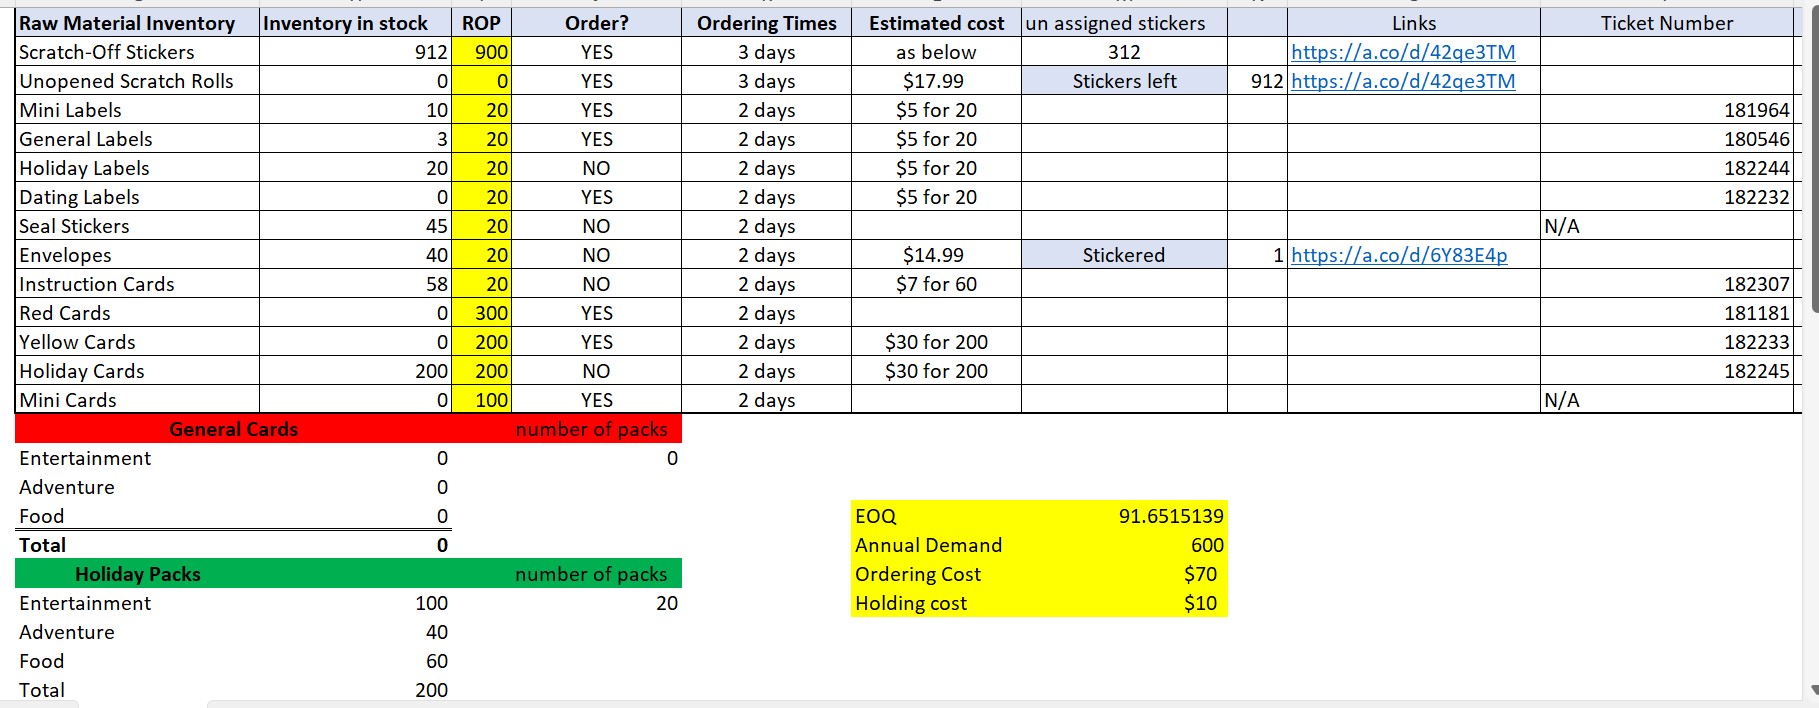 Raw Material Inventory Inventory in stock ROP Order? Ordering Times Estimated cost un assigned stickers Links Ticket Number
Scratch-Off Stickers 912 900 YES 3 days as below 312 https://a.co/d/42qe3TM
Unopened Scratch Rolls 0 0 YES 3 days $17.99 Stickers left 912 https://a.co/d/42qe3TM
Mini Labels 10 20 YES 2 days $5 for 20 181964
General Labels 3 20 YES 2 days $5 for 20 180546
Holiday Labels 20 20 NO 2 days $5 for 20 182244
Dating Labels 0 20 YES 2 days $5 for 20 182232
Seal Stickers 45 20 NO 2 days N/A
Envelopes 40 20 NO 2 days $14.99 Stickered 1 https://a.co/d/6Y83E4p
Instruction Cards 58 20 NO 2 days $7 for 60 182307
Red Cards 0 300 YES 2 days 181181
Yellow Cards 0 200 YES 2 days $30 for 200 182233
Holiday Cards 200 200 NO 2 days $30 for 200 182245
Mini Cards 0 100 YES 2 days N/A
General Cards number of packs
Entertainment 0 0
Adventure 0
Food 0 EOQ 91.6515139
Total 0 Annual Demand 600
Holiday Packs number of packs Ordering Cost $70
Entertainment 100 20 Holding cost $10
Adventure 40
Food 60
Total 200